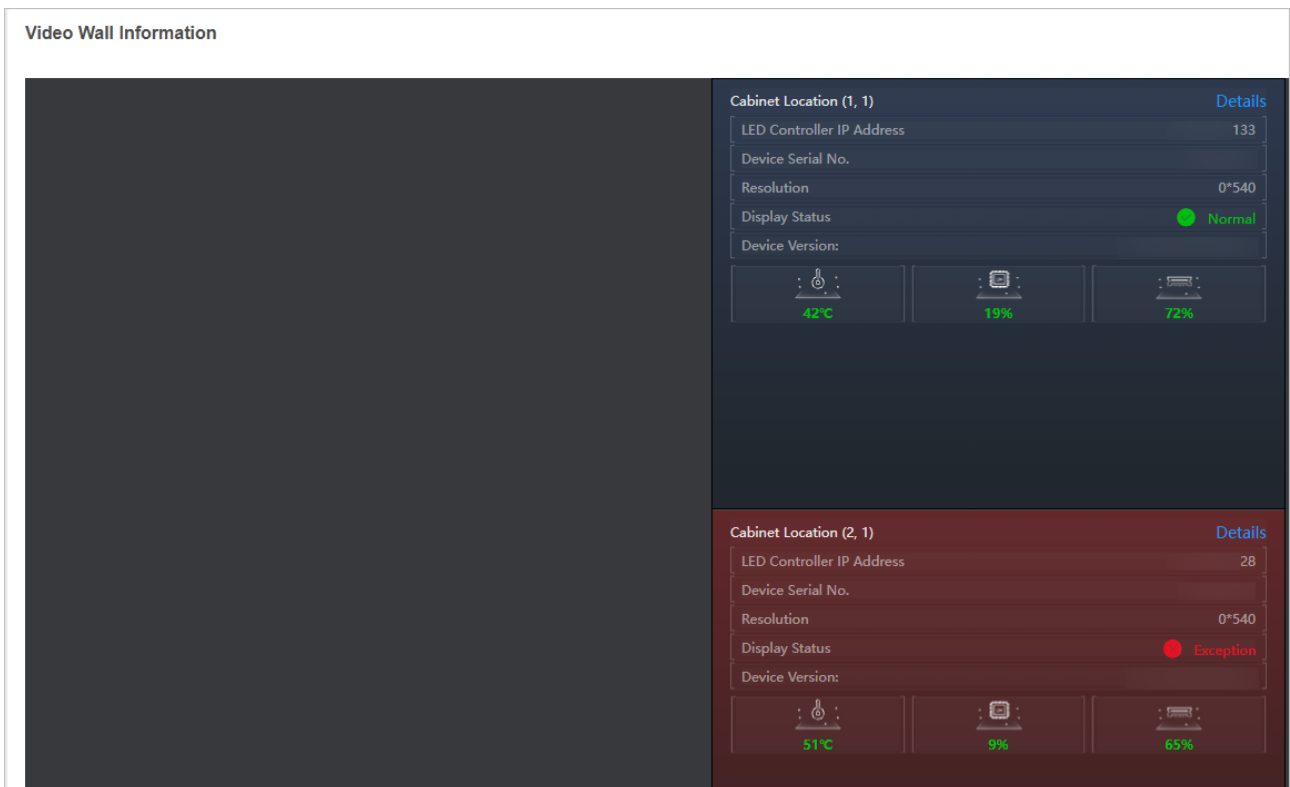 Video Wall Information
Cabinet Location (1, 1) Details
LED Controller IP Address 133
Device Serial No.
Resolution 0*540
Display Status Normal
Device Version:
42℃ 19% 72%
Cabinet Location (2, 1) Details
LED Controller IP Address 28
Device Serial No.
Resolution 0*540
Display Status Exception
Device Version:
51℃ 9% 65%